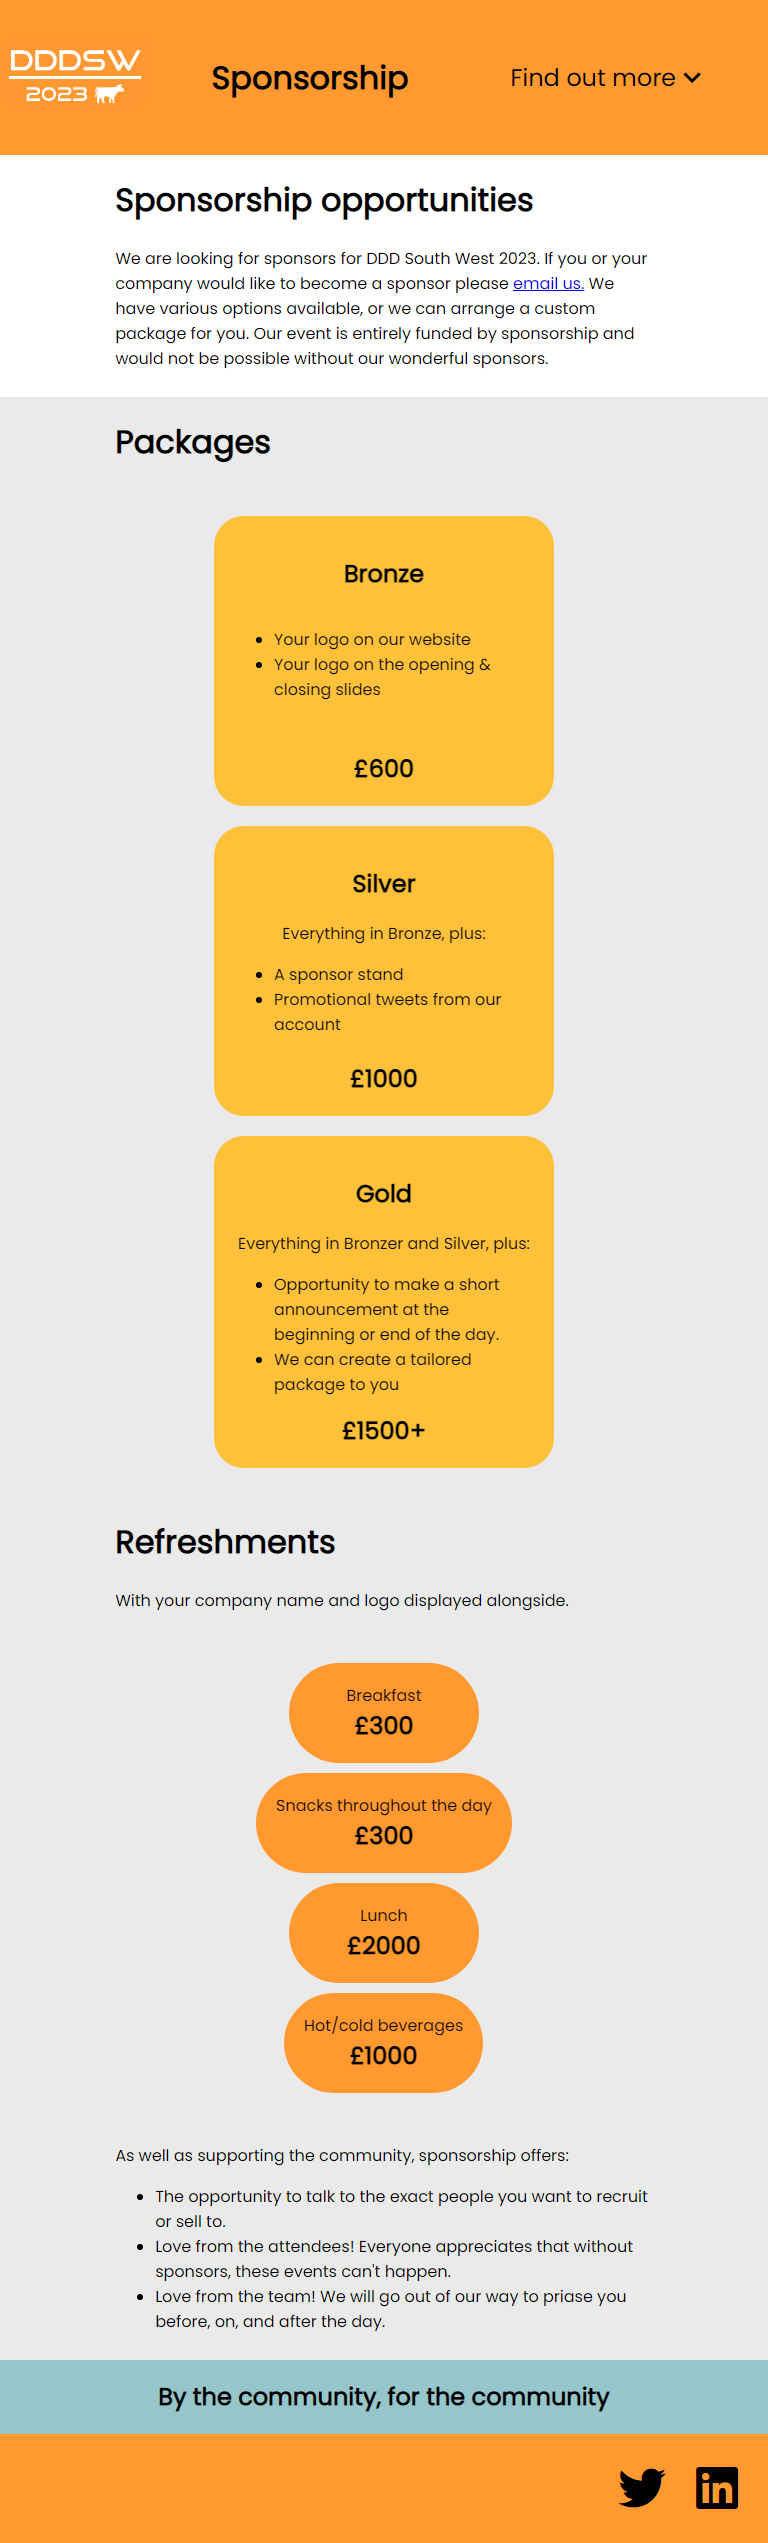 DDDSW
2023
Sponsorship
Find out more
Sponsorship opportunities
We are looking for sponsors for DDD South West 2023. If you or your
company would like to become a sponsor please email us. We
have various options available, or we can arrange a custom
package for you. Our event is entirely funded by sponsorship and
would not be possible without our wonderful sponsors.
Packages
Bronze
• Your logo on our website
• Your logo on the opening &
closing slides
£600
Silver
Everything in Bronze, plus:
• A sponsor stand
• Promotional tweets from our
account
£1000
Gold
Everything in Bronzer and Silver, plus:
• Opportunity to make a short
announcement at the
beginning or end of the day.
• We can create a tailored
package to you
£1500+
Refreshments
With your company name and logo displayed alongside.
Breakfast
£300
Snacks throughout the day
£300
Lunch
£2000
Hot/cold beverages
£1000
As well as supporting the community, sponsorship offers:
• The opportunity to talk to the exact people you want to recruit
or sell to.
• Love from the attendees! Everyone appreciates that without
sponsors, these events can't happen.
• Love from the team! We will go out of our way to priase you
before, on, and after the day.
By the community, for the community
in